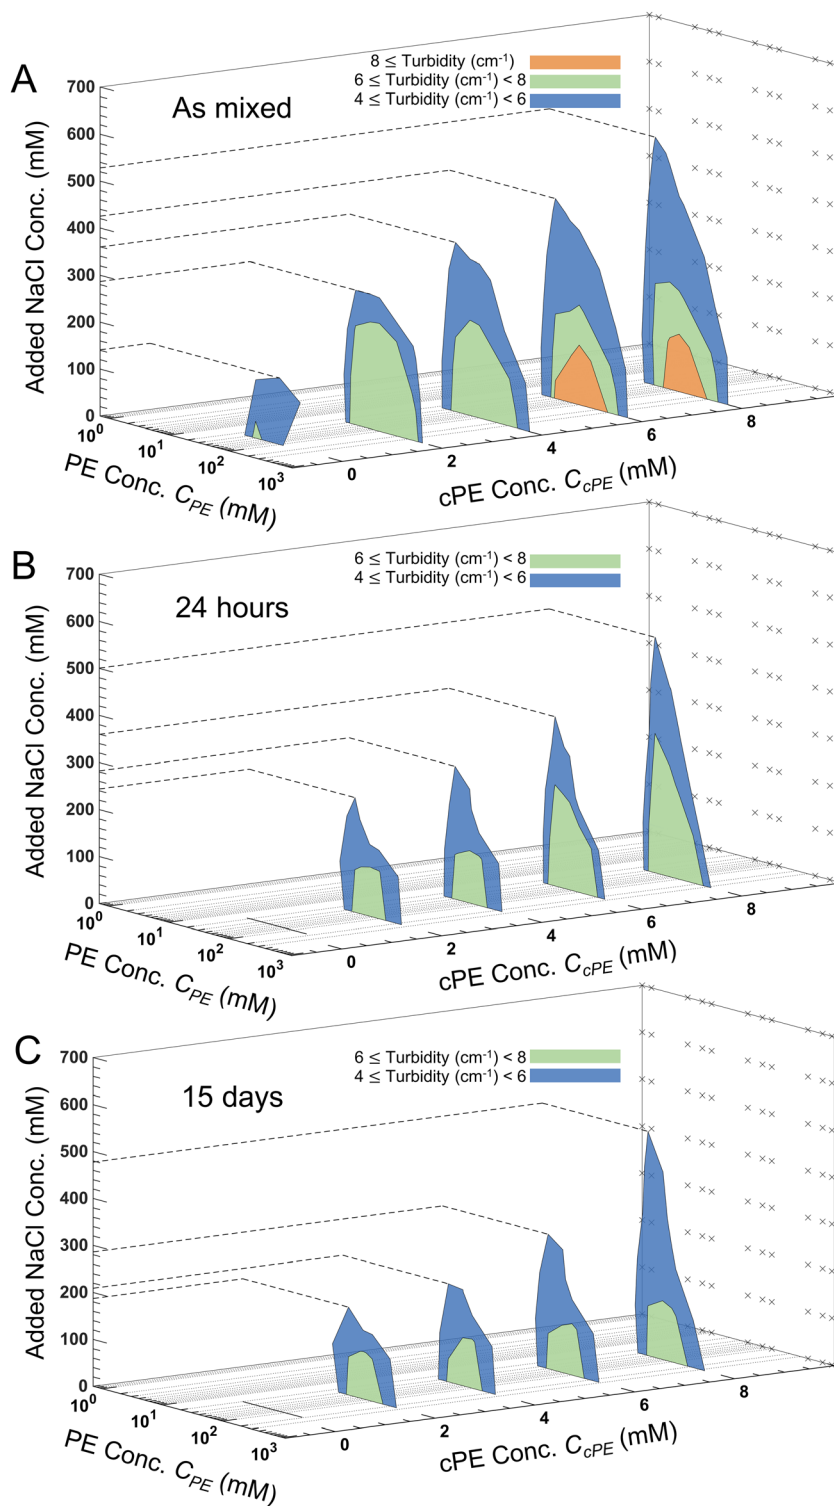 A
As mixed
8 ≤ Turbidity (cm⁻¹)
6 ≤ Turbidity (cm⁻¹) < 8
4 ≤ Turbidity (cm⁻¹) < 6
Added NaCl Conc. (mM)
700
600
500
400
300
200
100
0
10⁰
10¹
10²
10³
PE Conc. C_PE (mM)
0
2
4
6
8
cPE Conc. C_cPE (mM)
B
24 hours
6 ≤ Turbidity (cm⁻¹) < 8
4 ≤ Turbidity (cm⁻¹) < 6
Added NaCl Conc. (mM)
700
600
500
400
300
200
100
0
10⁰
10¹
10²
10³
PE Conc. C_PE (mM)
0
2
4
6
8
cPE Conc. C_cPE (mM)
C
15 days
6 ≤ Turbidity (cm⁻¹) < 8
4 ≤ Turbidity (cm⁻¹) < 6
Added NaCl Conc. (mM)
700
600
500
400
300
200
100
0
10⁰
10¹
10²
10³
PE Conc. C_PE (mM)
0
2
4
6
8
cPE Conc. C_cPE (mM)